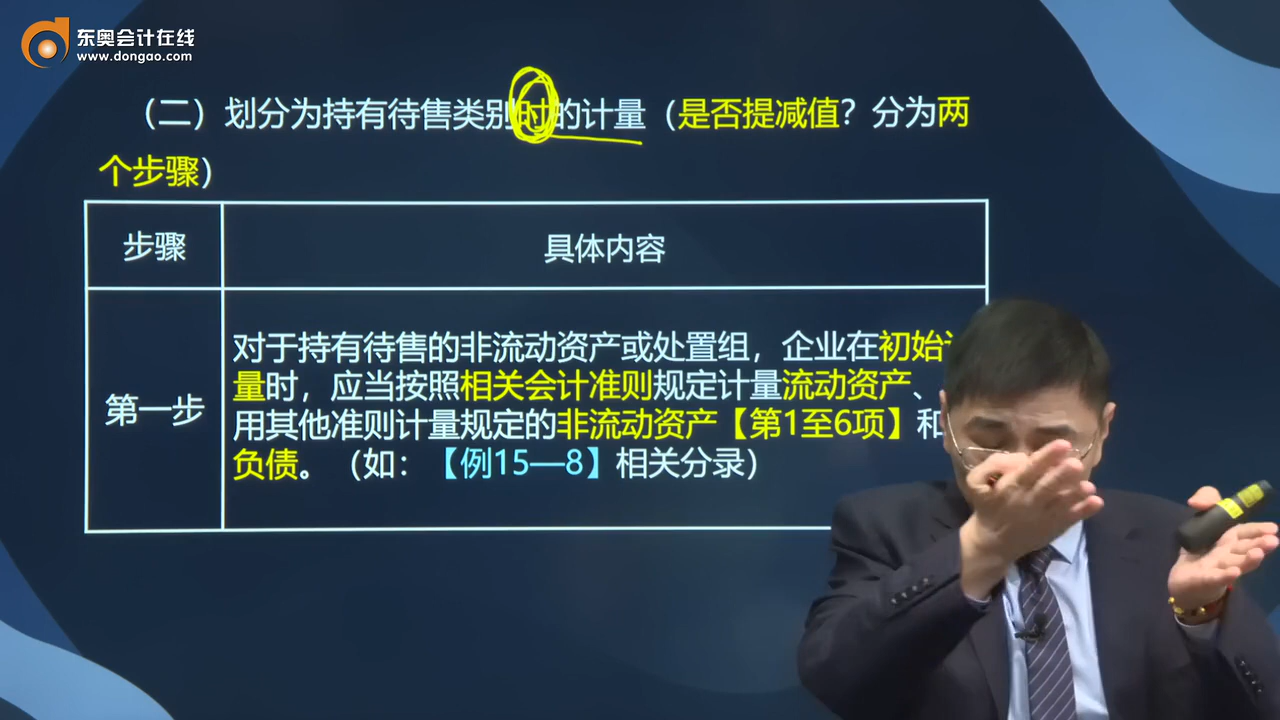 东奥会计在线
www.dongao.com
（二）划分为持有待售类别时的计量（是否提减值？分为两
个步骤）
步骤
具体内容
第一步
对于持有待售的非流动资产或处置组，企业在初始
量时，应当按照相关会计准则规定计量流动资产、
用其他准则计量规定的非流动资产【第1至6项】和
负债。（如：【例15—8】相关分录）